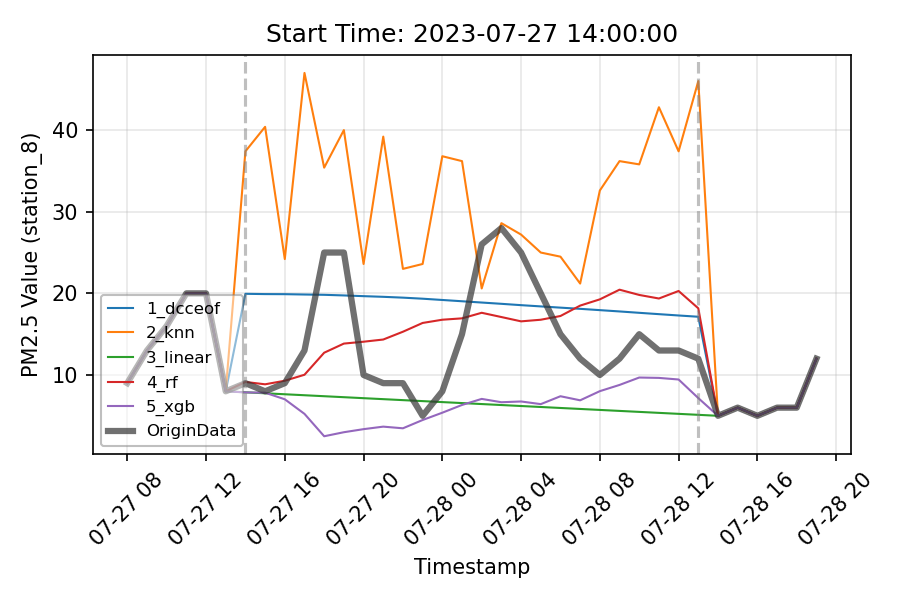 Start Time: 2023-07-27 14:00:00
PM2.5 Value (station_8)
40
30
20
10
1_dcceof
2_knn
3_linear
4_rf
5_xgb
OriginData
07-27 08
07-27 12
07-27 16
07-27 20
07-28 00
07-28 04
07-28 08
07-28 12
07-28 16
07-28 20
Timestamp